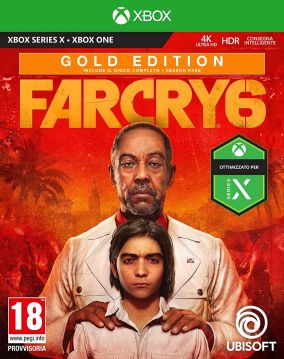 XBOX
XBOX SERIES X • XBOX ONE
4K
ULTRA HD
HDR
CONSEGNA
INTELLIGENTE
GOLD EDITION
INCLUDE IL GIOCO COMPLETO + SEASON PASS
FARCRY6
OTTIMIZZATO PER
SERIES X
18
www.pegi.info
PROVVISORIA
UBISOFT